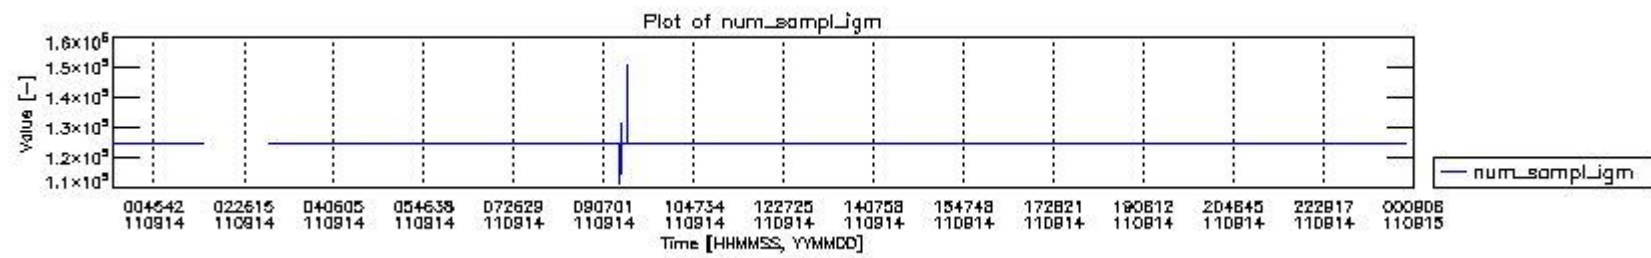 Plot of num_sampl_igm
Value [-]
1.6×10⁵
1.5×10⁵
1.4×10⁵
1.3×10⁵
1.2×10⁵
1.1×10⁵
004542 022615 040605 054638 072629 090701 104734 122725 140758 154748 172821 190812 204845 222917 000908
110914 110914 110914 110914 110914 110914 110914 110914 110914 110914 110914 110914 110914 110914 110915
Time [HHMMSS, YYMMDD]
num_sampl_igm